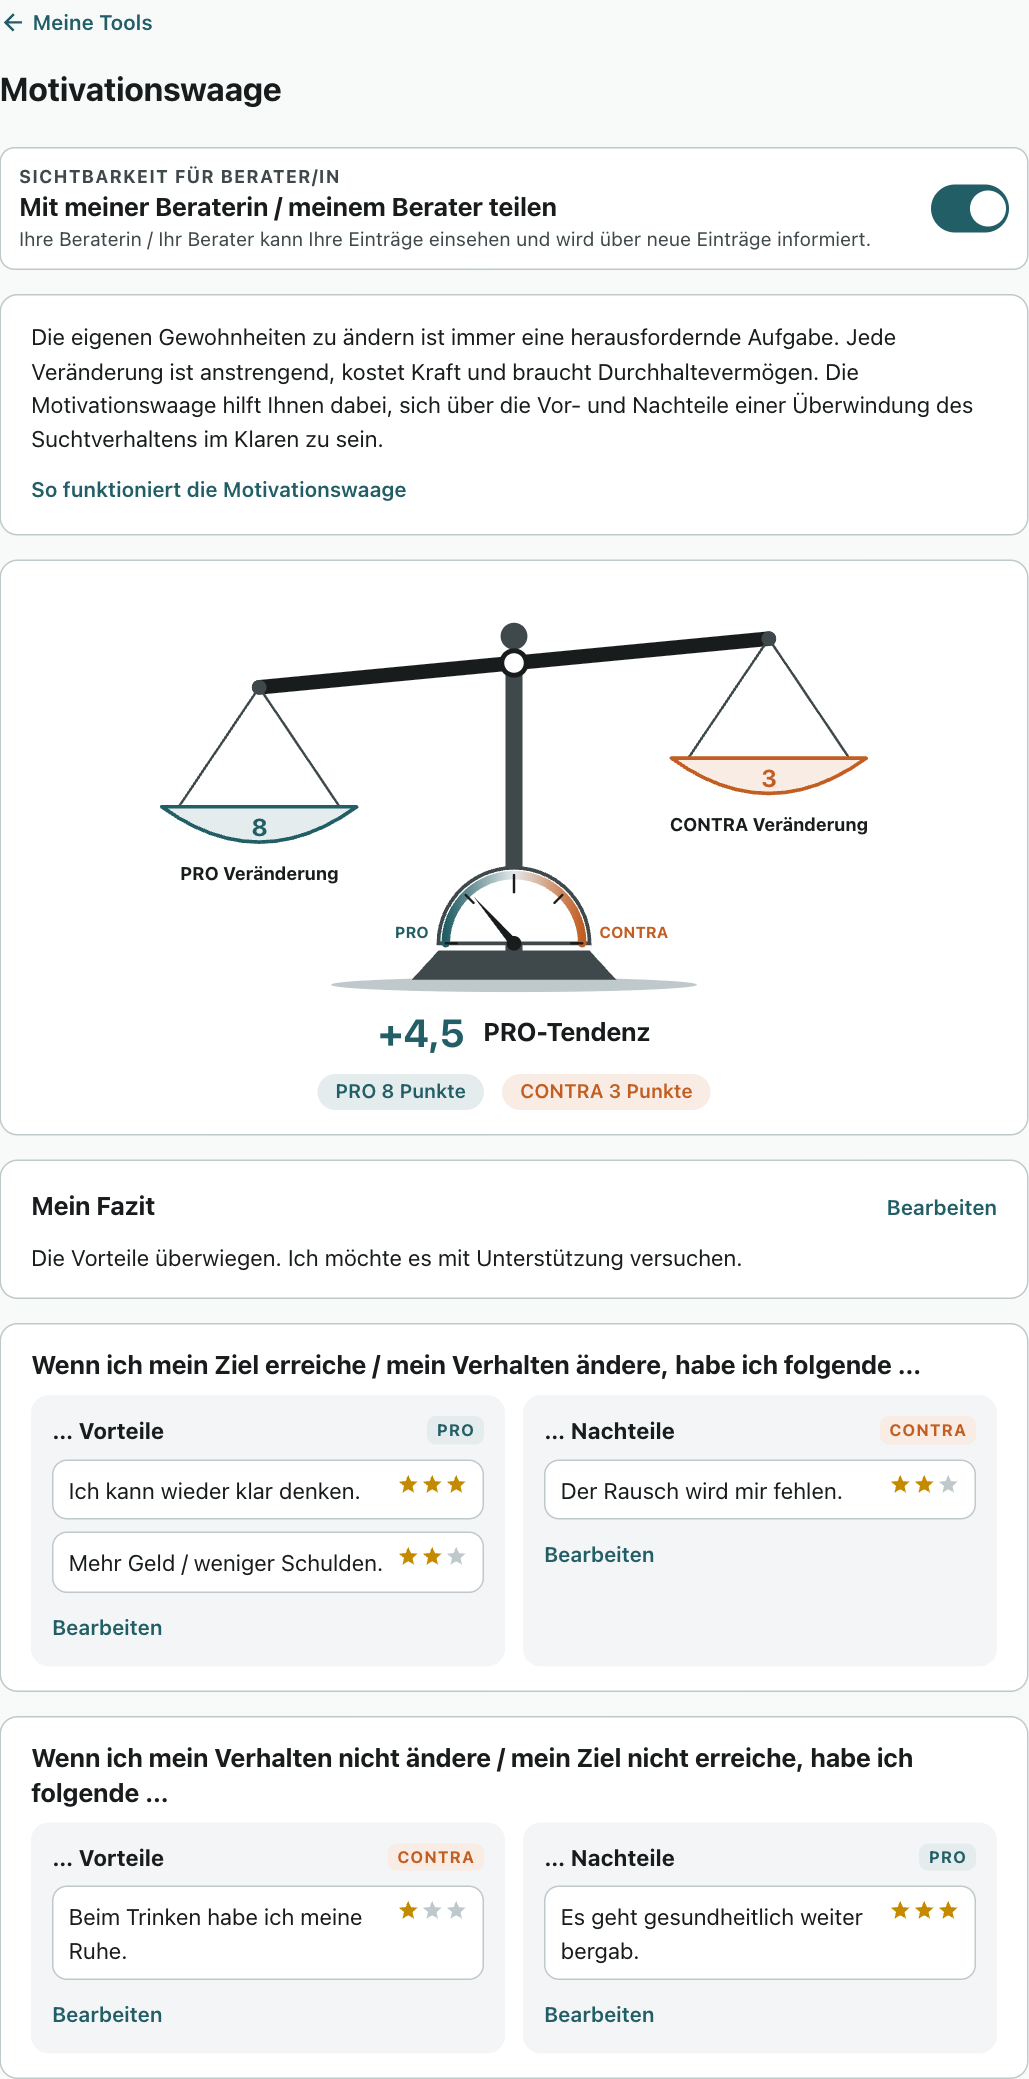 Meine Tools
Motivationswaage
SICHTBARKEIT FÜR BERATER/IN
Mit meiner Beraterin / meinem Berater teilen
Ihre Beraterin / Ihr Berater kann Ihre Einträge einsehen und wird über neue Einträge informiert.
Die eigenen Gewohnheiten zu ändern ist immer eine herausfordernde Aufgabe. Jede
Veränderung ist anstrengend, kostet Kraft und braucht Durchhaltevermögen. Die
Motivationswaage hilft Ihnen dabei, sich über die Vor- und Nachteile einer Überwindung des
Suchtverhaltens im Klaren zu sein.
So funktioniert die Motivationswaage
8
PRO Veränderung
3
CONTRA Veränderung
PRO
CONTRA
+4,5 PRO-Tendenz
PRO 8 Punkte
CONTRA 3 Punkte
Mein Fazit
Bearbeiten
Die Vorteile überwiegen. Ich möchte es mit Unterstützung versuchen.
Wenn ich mein Ziel erreiche / mein Verhalten ändere, habe ich folgende ...
... Vorteile
PRO
Ich kann wieder klar denken.
Mehr Geld / weniger Schulden.
Bearbeiten
... Nachteile
CONTRA
Der Rausch wird mir fehlen.
Bearbeiten
Wenn ich mein Verhalten nicht ändere / mein Ziel nicht erreiche, habe ich
folgende ...
... Vorteile
CONTRA
Beim Trinken habe ich meine
Ruhe.
Bearbeiten
... Nachteile
PRO
Es geht gesundheitlich weiter
bergab.
Bearbeiten